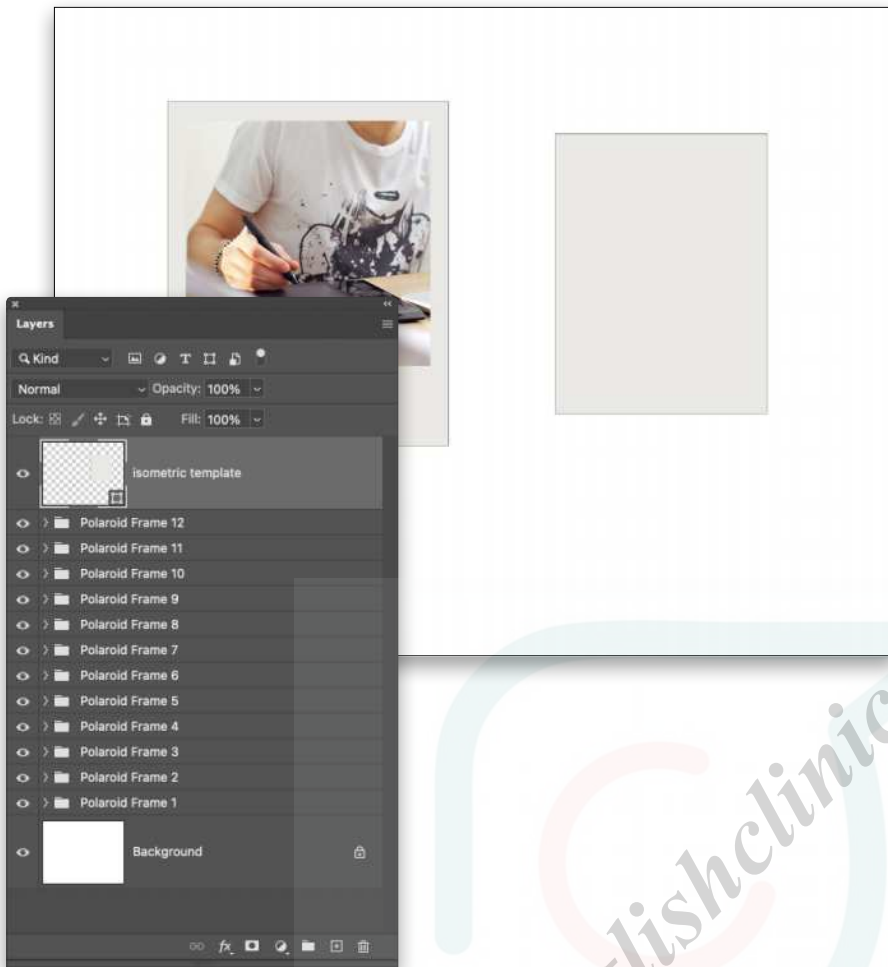 Layers
Kind
Normal Opacity: 100%
Lock: Fill: 100%
isometric template
Polaroid Frame 12
Polaroid Frame 11
Polaroid Frame 10
Polaroid Frame 9
Polaroid Frame 8
Polaroid Frame 7
Polaroid Frame 6
Polaroid Frame 5
Polaroid Frame 4
Polaroid Frame 3
Polaroid Frame 2
Polaroid Frame 1
Background
fx
lishclinic